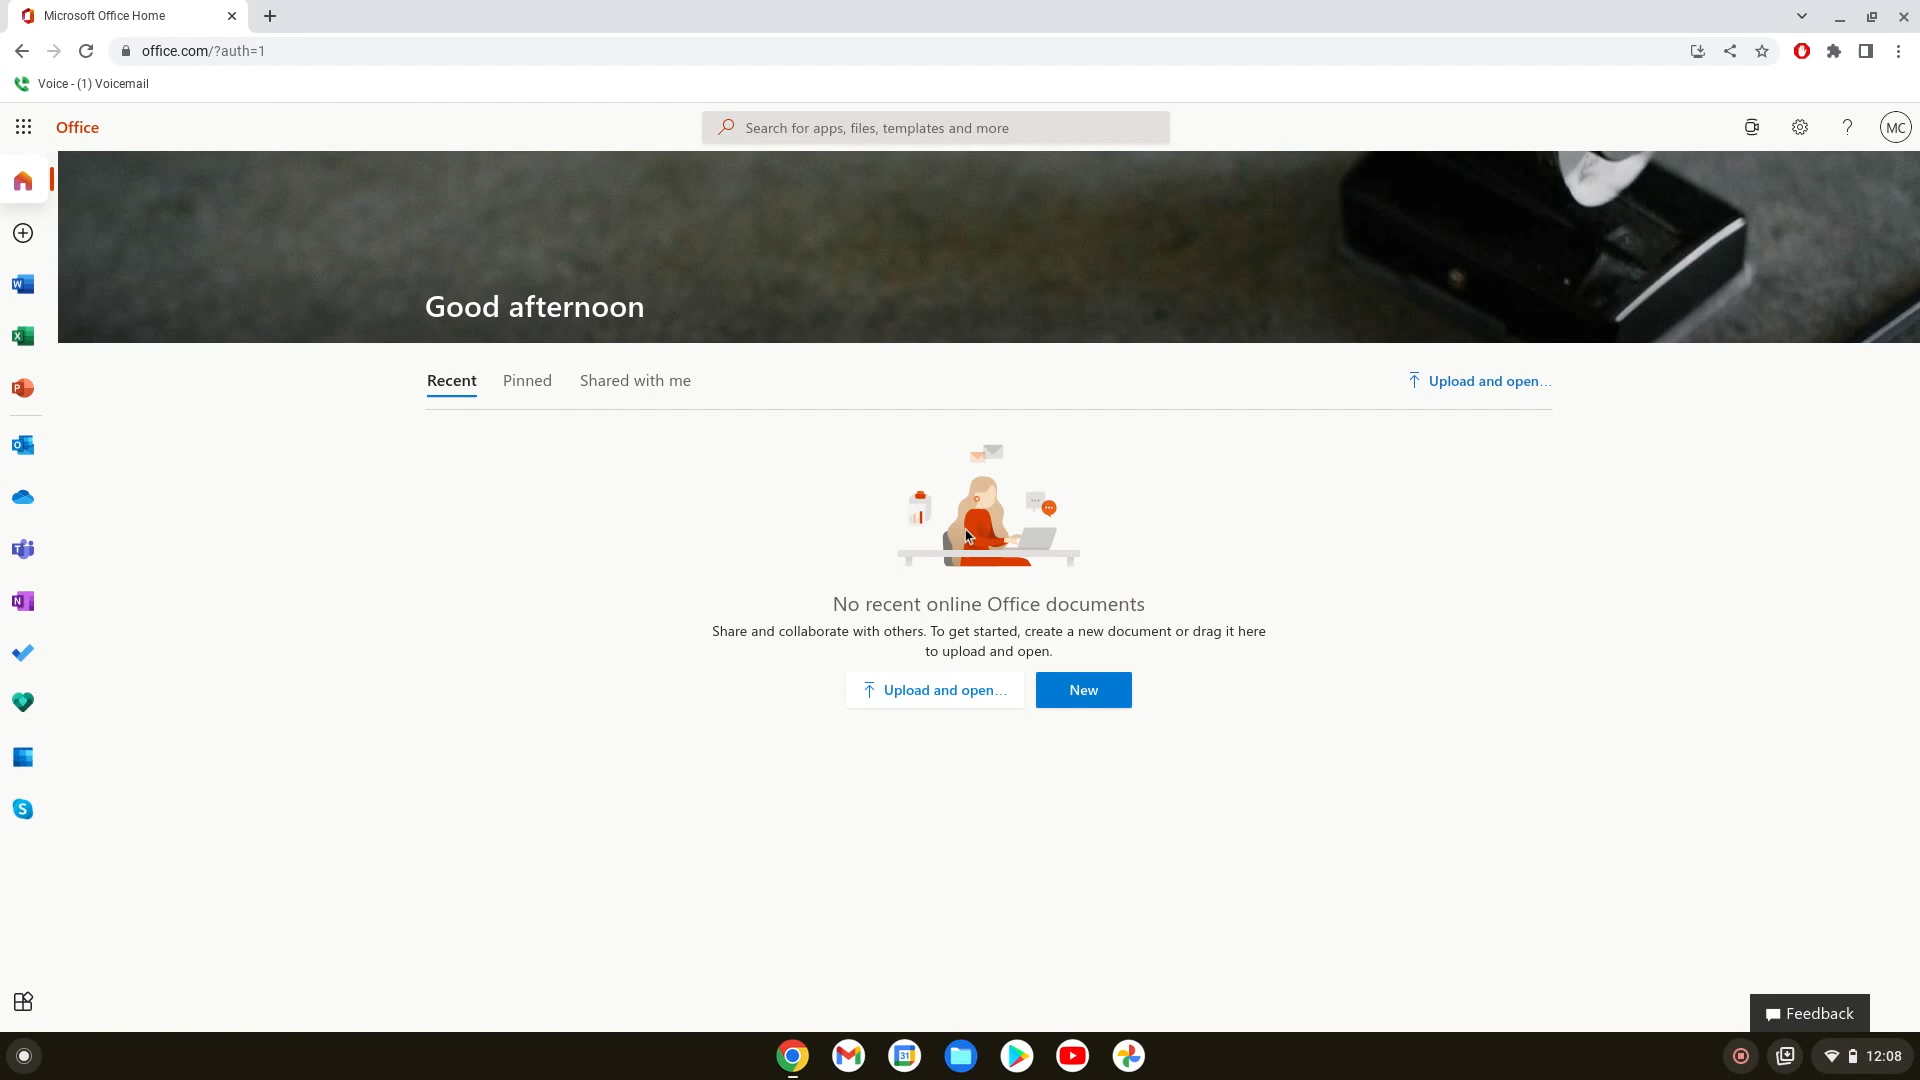 Microsoft Office Home
office.com/?auth=1
Voice - (1) Voicemail
Office
Search for apps, files, templates and more
MC
Good afternoon
Recent
Pinned
Shared with me
Upload and open...
No recent online Office documents
Share and collaborate with others. To get started, create a new document or drag it here
to upload and open.
Upload and open...
New
Feedback
31
12:08